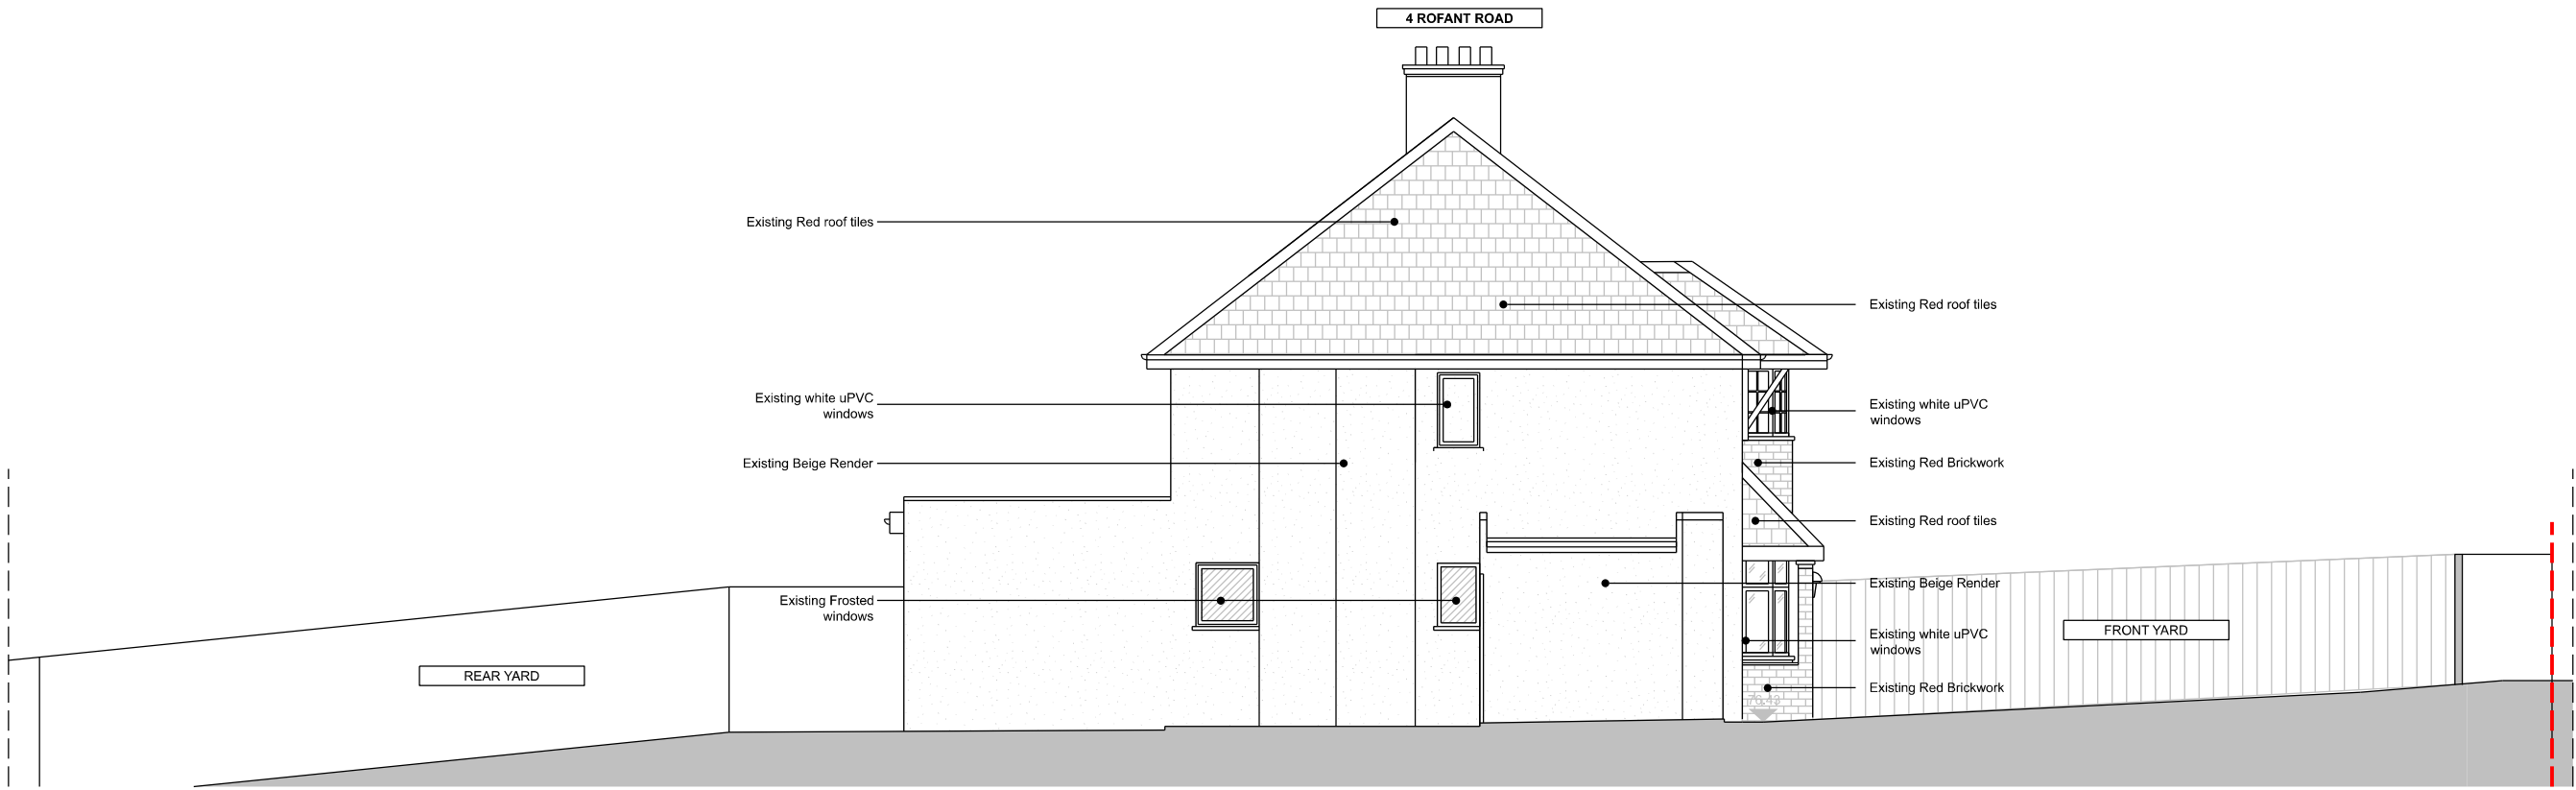 4 ROFANT ROAD
Existing Red roof tiles
Existing Red roof tiles
Existing white uPVC
windows
Existing white uPVC
windows
Existing Beige Render
Existing Red Brickwork
Existing Red roof tiles
Existing Frosted
windows
Existing Beige Render
Existing white uPVC
windows
FRONT YARD
REAR YARD
Existing Red Brickwork
76.43